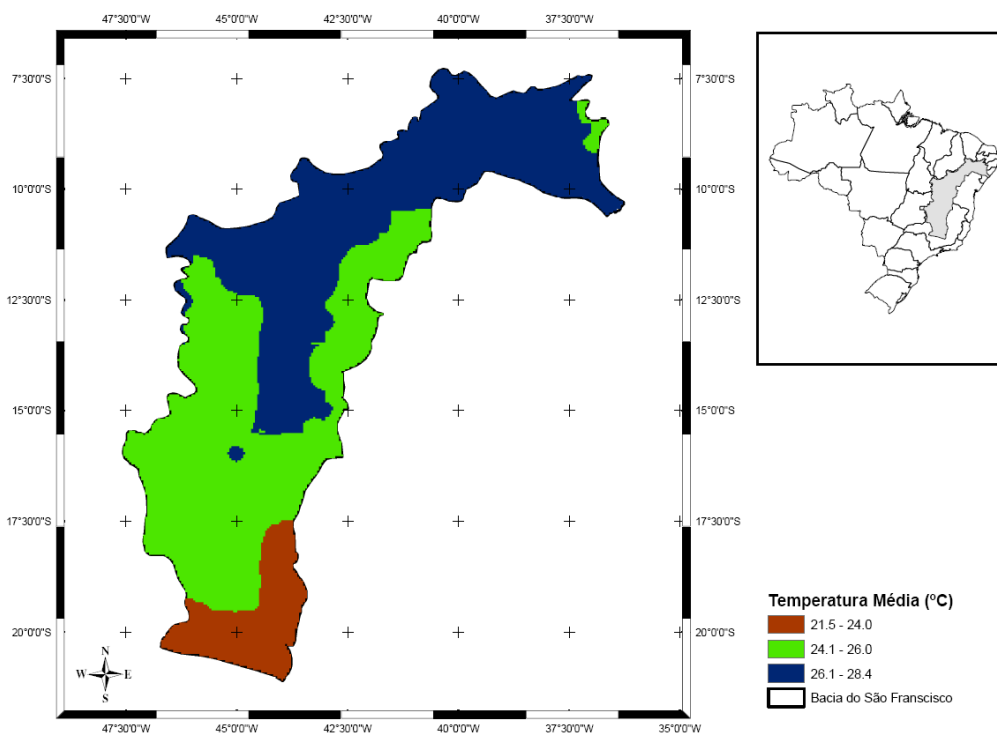 47°30'0"W 45°0'0"W 42°30'0"W 40°0'0"W 37°30'0"W
7°30'0"S 7°30'0"S
10°0'0"S 10°0'0"S
12°30'0"S 12°30'0"S
15°0'0"S 15°0'0"S
17°30'0"S 17°30'0"S
20°0'0"S 20°0'0"S
N
W E
S
47°30'0"W 45°0'0"W 42°30'0"W 40°0'0"W 37°30'0"W 35°0'0"W
Temperatura Média (ºC)
21.5 - 24.0
24.1 - 26.0
26.1 - 28.4
Bacia do São Franscisco